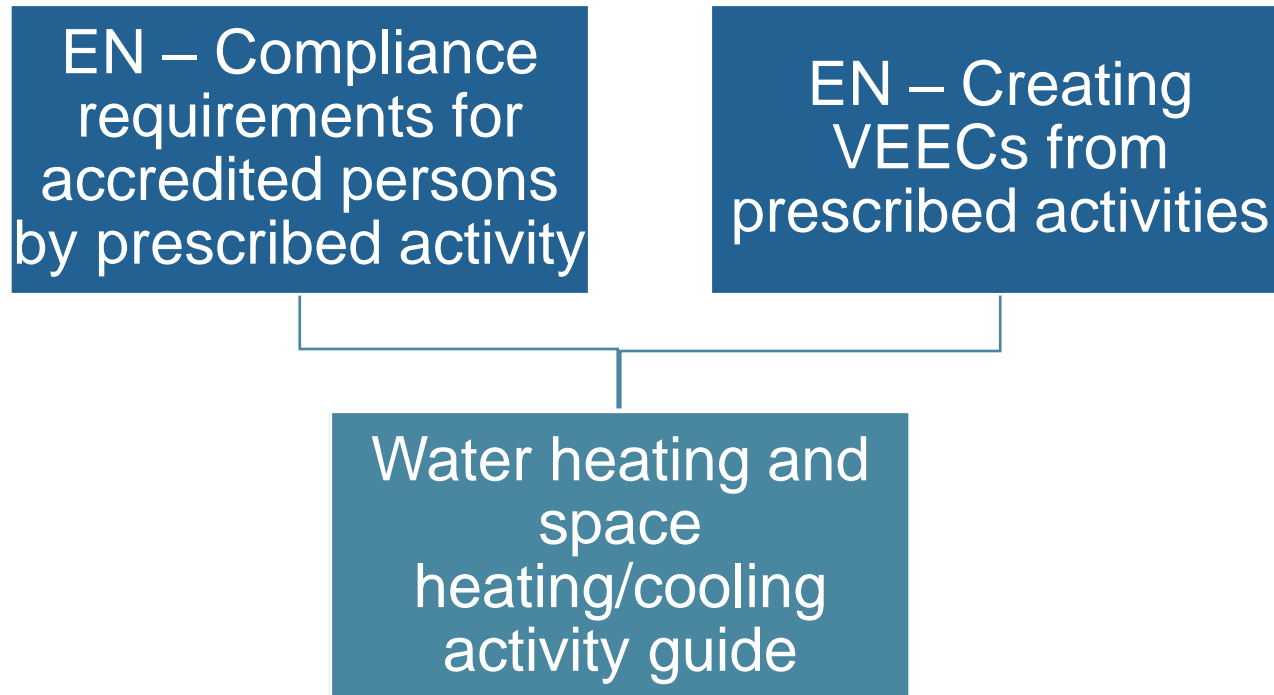 EN – Compliance
requirements for
accredited persons
by prescribed activity
EN – Creating
VEECs from
prescribed activities
Water heating and
space
heating/cooling
activity guide